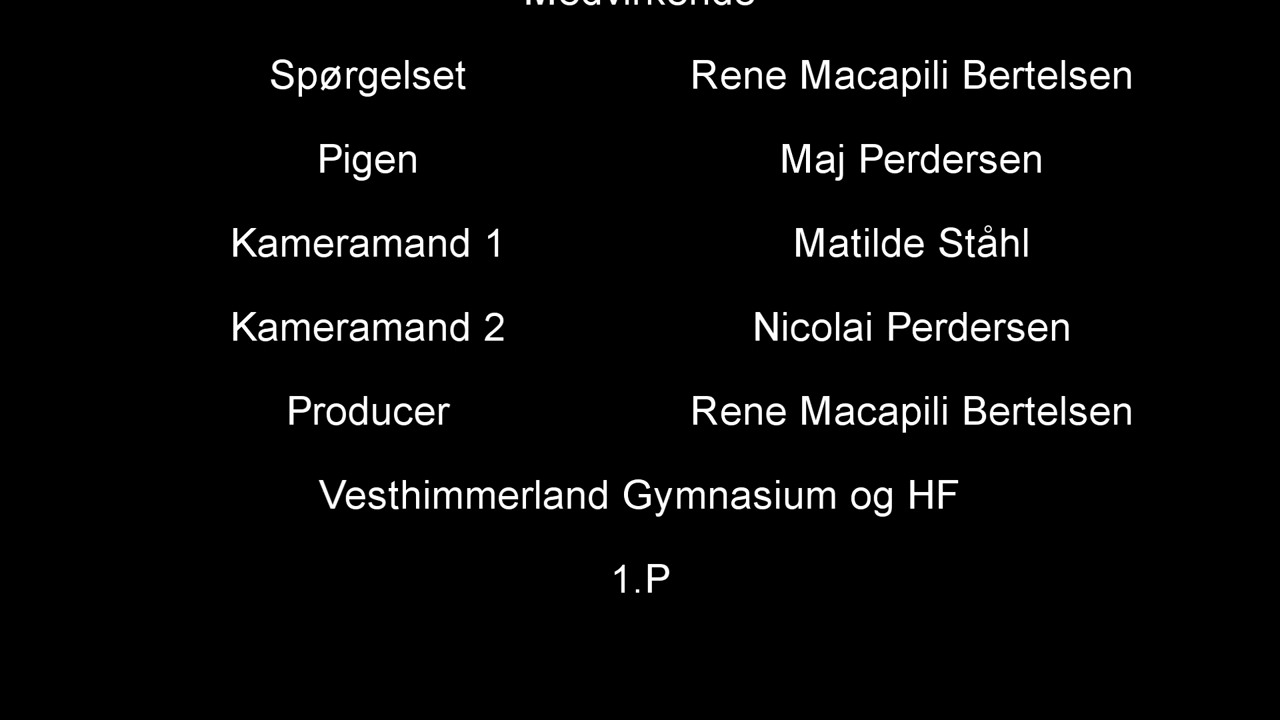 Medvirkende
Spørgelset Rene Macapili Bertelsen
Pigen Maj Perdersen
Kameramand 1 Matilde Ståhl
Kameramand 2 Nicolai Perdersen
Producer Rene Macapili Bertelsen
Vesthimmerland Gymnasium og HF
1.P